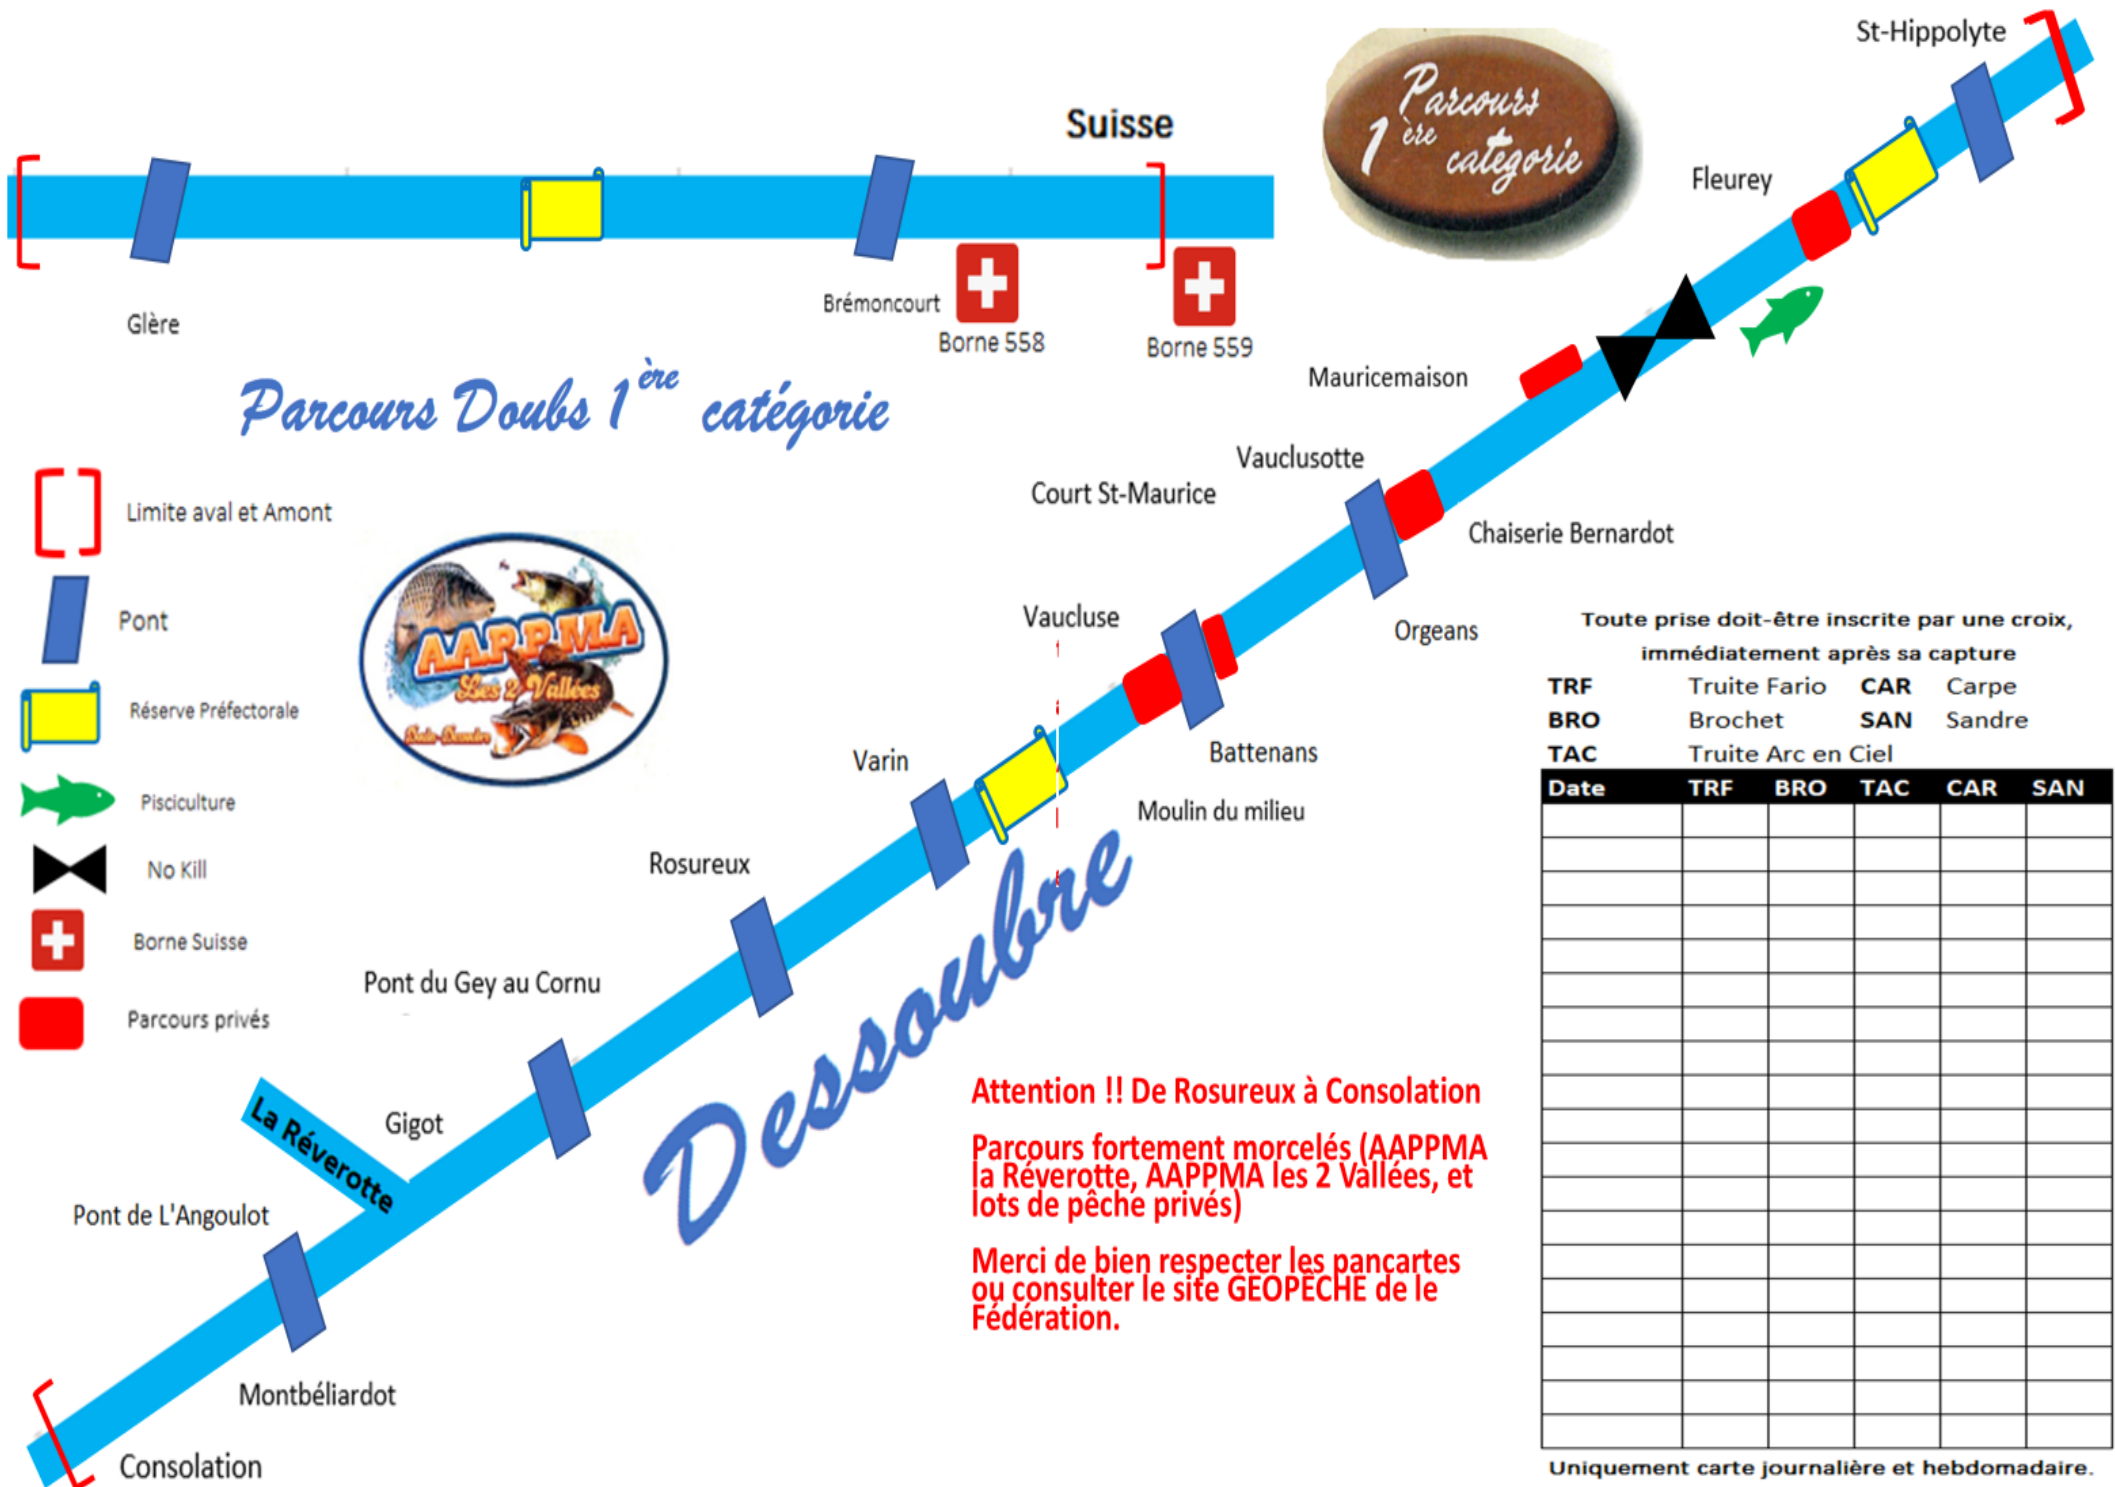 St-Hippolyte
Suisse
Parcours
1ère catégorie
Fleurey
Glère
Brémoncourt
Borne 558
Borne 559
Parcours Doubs 1ère catégorie
Mauricemaison
Vauclusotte
Court St-Maurice
Chaiserie Bernardot
Limite aval et Amont
Pont
Réserve Préfectorale
Pisciculture
No Kill
Borne Suisse
Parcours privés
AAPPMA
Les 2 Vallées
Doubs-Dessoubre
Vaucluse
Orgeans
Battenans
Varin
Moulin du milieu
Rosureux
Dessoubre
Pont du Gey au Cornu
Gigot
La Réverotte
Pont de L'Angoulot
Montbéliardot
Consolation
Attention !! De Rosureux à Consolation
Parcours fortement morcelés (AAPPMA
la Réverotte, AAPPMA les 2 Vallées, et
lots de pêche privés)
Merci de bien respecter les pancartes
ou consulter le site GEOPÊCHE de le
Fédération.
Toute prise doit-être inscrite par une croix,
immédiatement après sa capture
TRF Truite Fario CAR Carpe
BRO Brochet SAN Sandre
TAC Truite Arc en Ciel
Date TRF BRO TAC CAR SAN
Uniquement carte journalière et hebdomadaire.